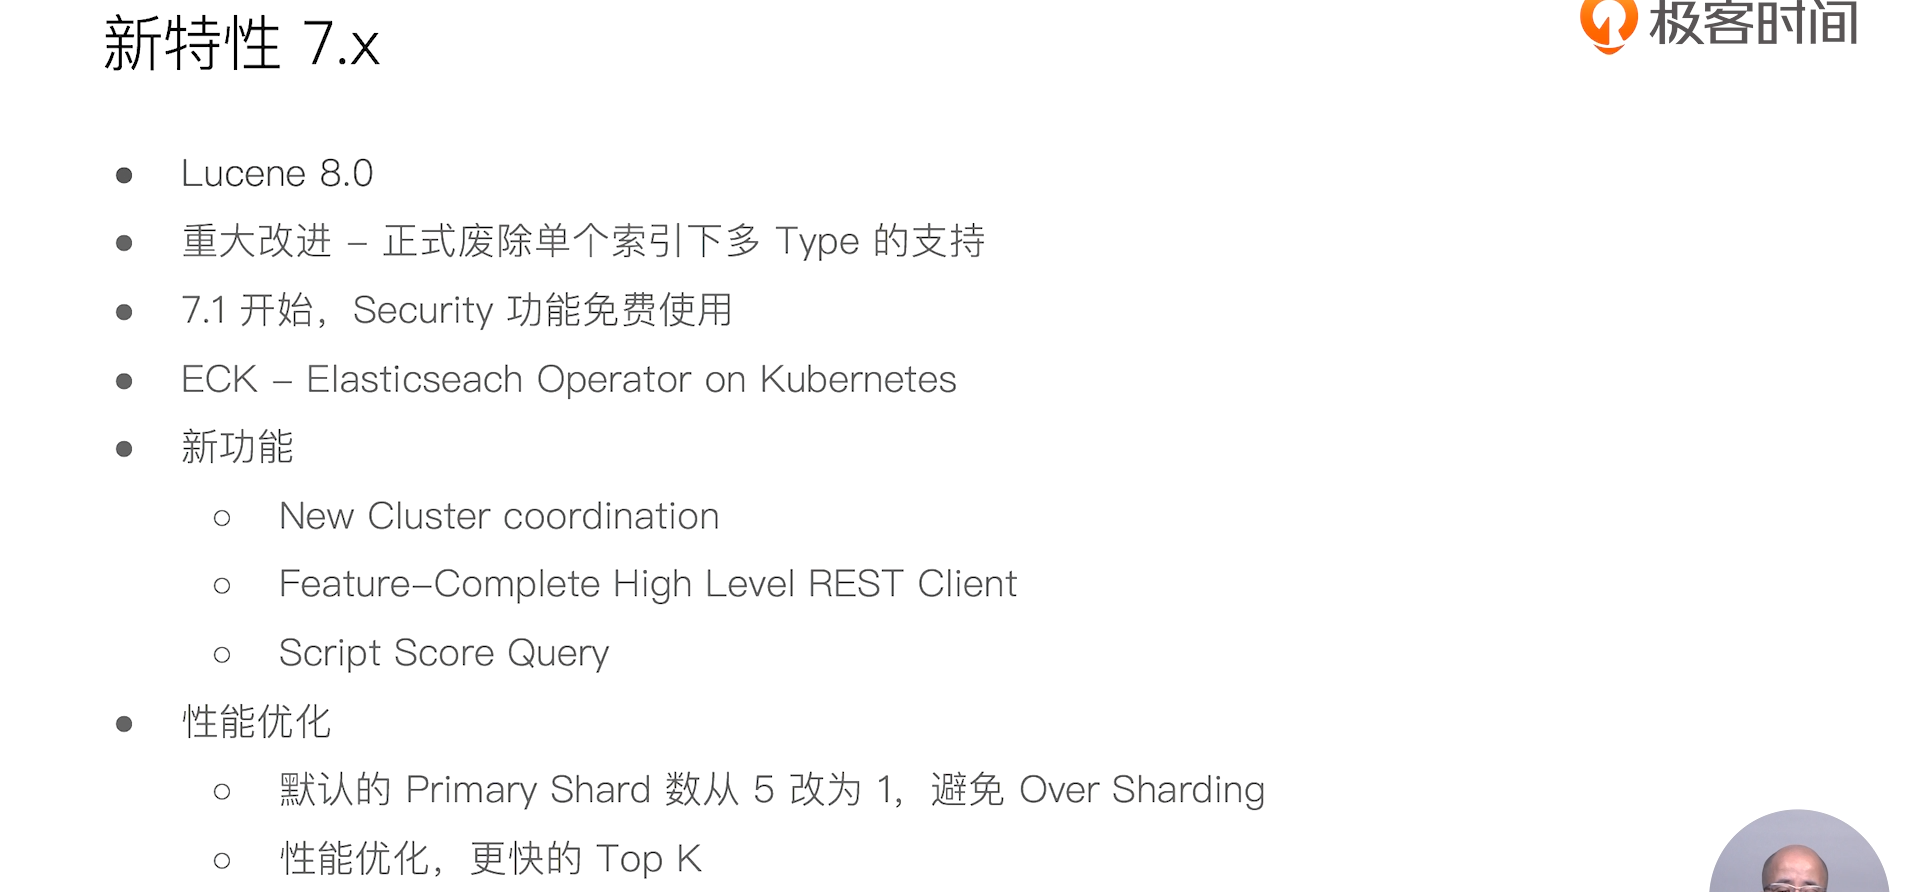 新特性 7.x
极客时间
Lucene 8.0
重大改进 – 正式废除单个索引下多 Type 的支持
7.1 开始，Security 功能免费使用
ECK – Elasticseach Operator on Kubernetes
新功能
New Cluster coordination
Feature–Complete High Level REST Client
Script Score Query
性能优化
默认的 Primary Shard 数从 5 改为 1，避免 Over Sharding
性能优化，更快的 Top K